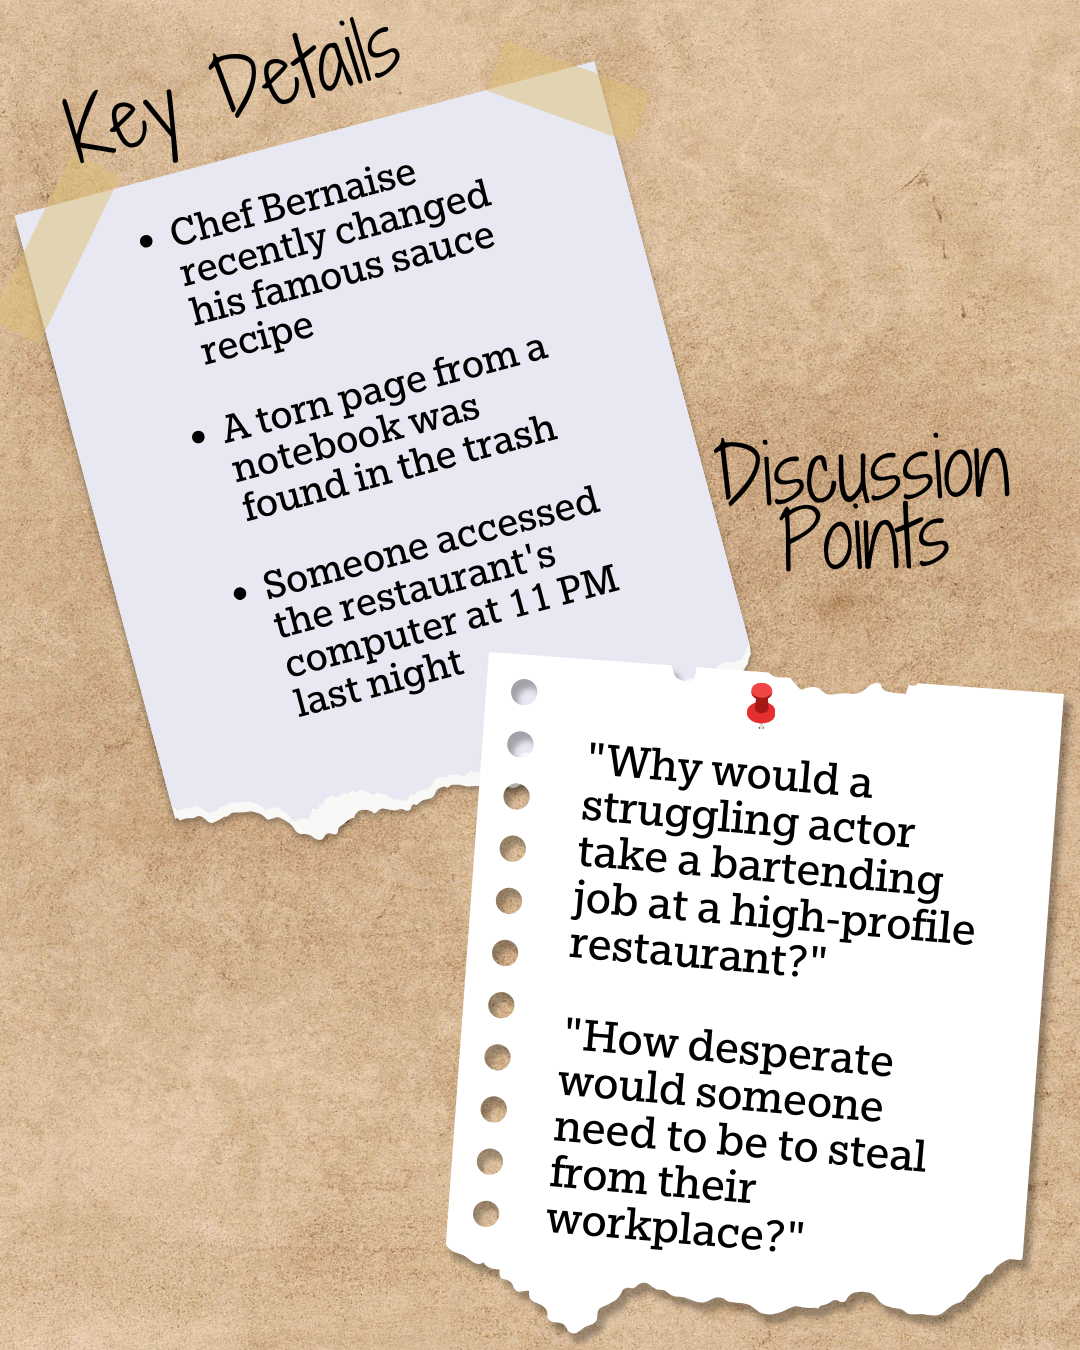 Key Details
• Chef Bernaise
recently changed
his famous sauce
recipe
• A torn page from a
notebook was
found in the trash
• Someone accessed
the restaurant's
computer at 11 PM
last night
Discussion
Points
"Why would a
struggling actor
take a bartending
job at a high-profile
restaurant?"
"How desperate
would someone
need to be to steal
from their
workplace?"